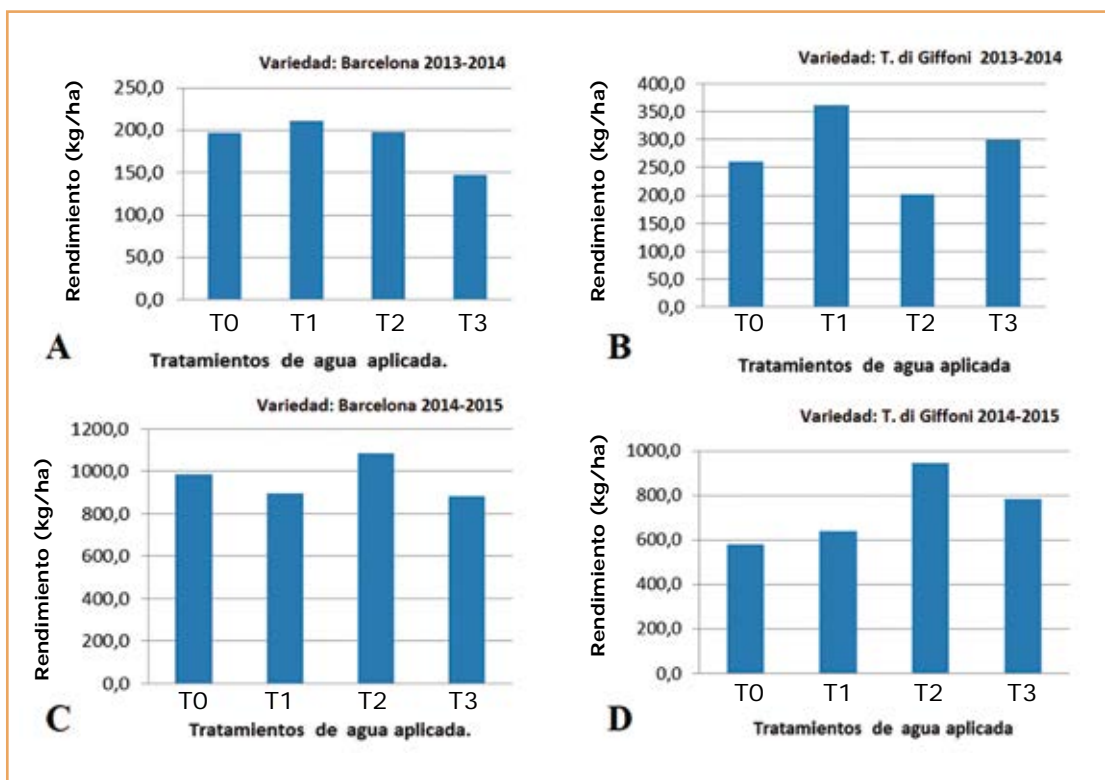 Variedad: Barcelona 2013-2014
Rendimiento (kg/ha)
250,0
200,0
150,0
100,0
50,0
0,0
T0 T1 T2 T3
A
Tratamientos de agua aplicada.
Variedad: T. di Giffoni 2013-2014
Rendimiento (kg/ha)
400,0
350,0
300,0
250,0
200,0
150,0
100,0
50,0
0,0
T0 T1 T2 T3
B
Tratamientos de agua aplicada
Variedad: Barcelona 2014-2015
Rendimiento (kg/ha)
1200,0
1000,0
800,0
600,0
400,0
200,0
0,0
T0 T1 T2 T3
C
Tratamientos de agua aplicada.
Variedad: T. di Giffoni 2014-2015
Rendimiento (kg/ha)
1000,0
800,0
600,0
400,0
200,0
0,0
T0 T1 T2 T3
D
Tratamientos de agua aplicada